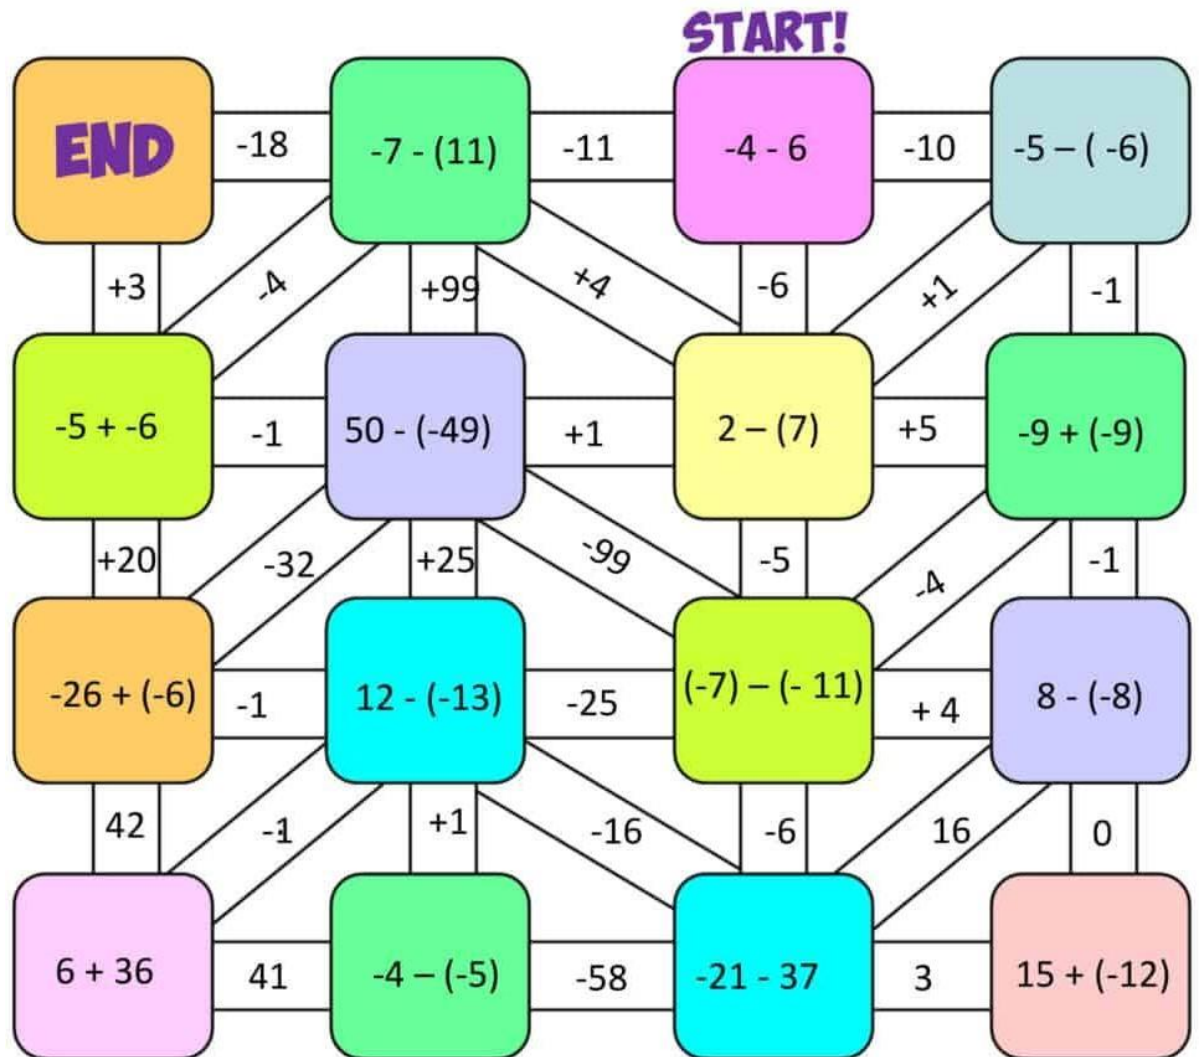 START!
END
-18
-7 - (11)
-11
-4 - 6
-10
-5 – ( -6)
+3
-4
+99
+4
-6
+1
-1
-5 + -6
-1
50 - (-49)
+1
2 – (7)
+5
-9 + (-9)
+20
-32
+25
-99
-5
-4
-1
-26 + (-6)
-1
12 - (-13)
-25
(-7) – (- 11)
+ 4
8 - (-8)
42
-1
+1
-16
-6
16
0
6 + 36
41
-4 – (-5)
-58
-21 - 37
3
15 + (-12)